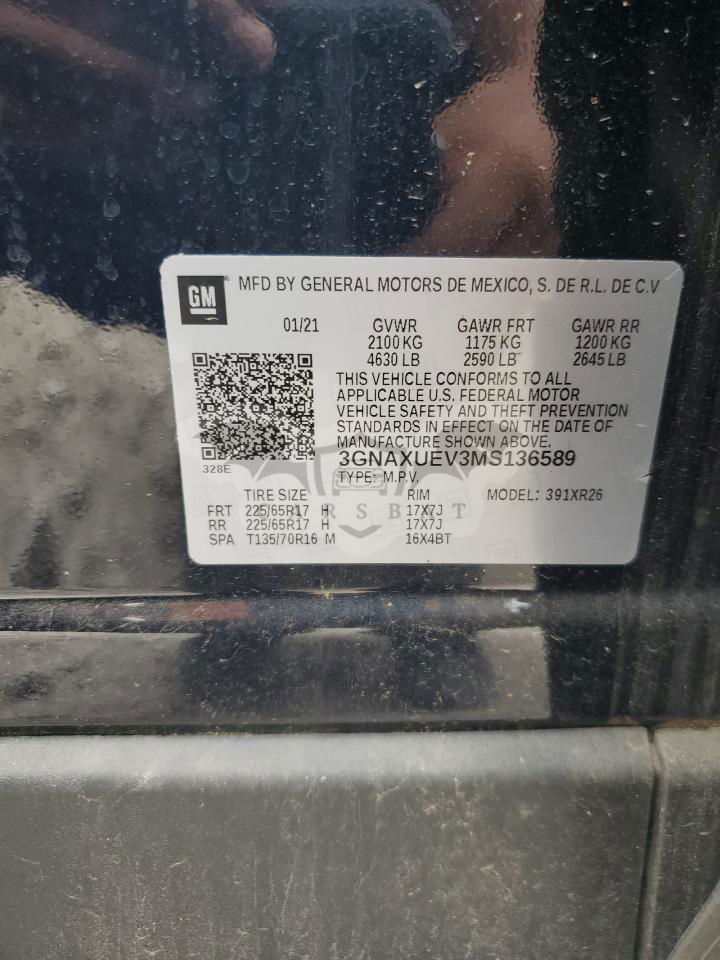 GM ® MFD BY GENERAL MOTORS DE MEXICO, S. DE R.L. DE C.V
01/21 GVWR GAWR FRT GAWR RR
2100 KG 1175 KG 1200 KG
4630 LB 2590 LB 2645 LB
THIS VEHICLE CONFORMS TO ALL
APPLICABLE U.S. FEDERAL MOTOR
VEHICLE SAFETY AND THEFT PREVENTION
STANDARDS IN EFFECT ON THE DATE OF
MANUFACTURE SHOWN ABOVE.
3GNAXUEV3MS136589
328E
TYPE: M.P.V.
TIRE SIZE RIM MODEL: 391XR26
FRT 225/65R17 H 17X7J
RR 225/65R17 H 17X7J
SPA T135/70R16 M 16X4BT